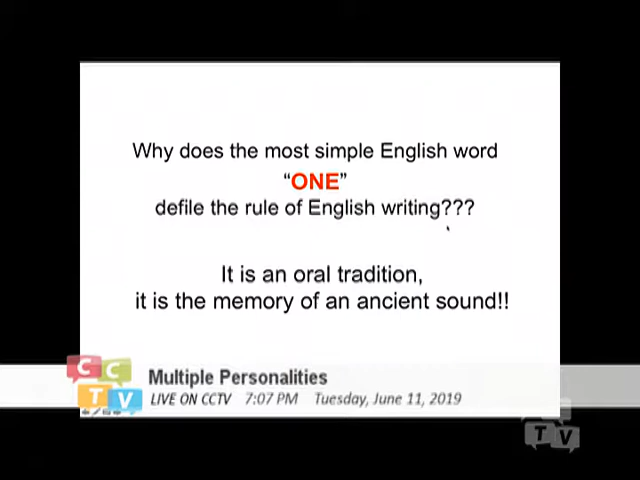 Why does the most simple English word
“ONE”
defile the rule of English writing???
It is an oral tradition,
it is the memory of an ancient sound!!
CC
TV
Multiple Personalities
LIVE ON CCTV 7:07 PM Tuesday, June 11, 2019
TV